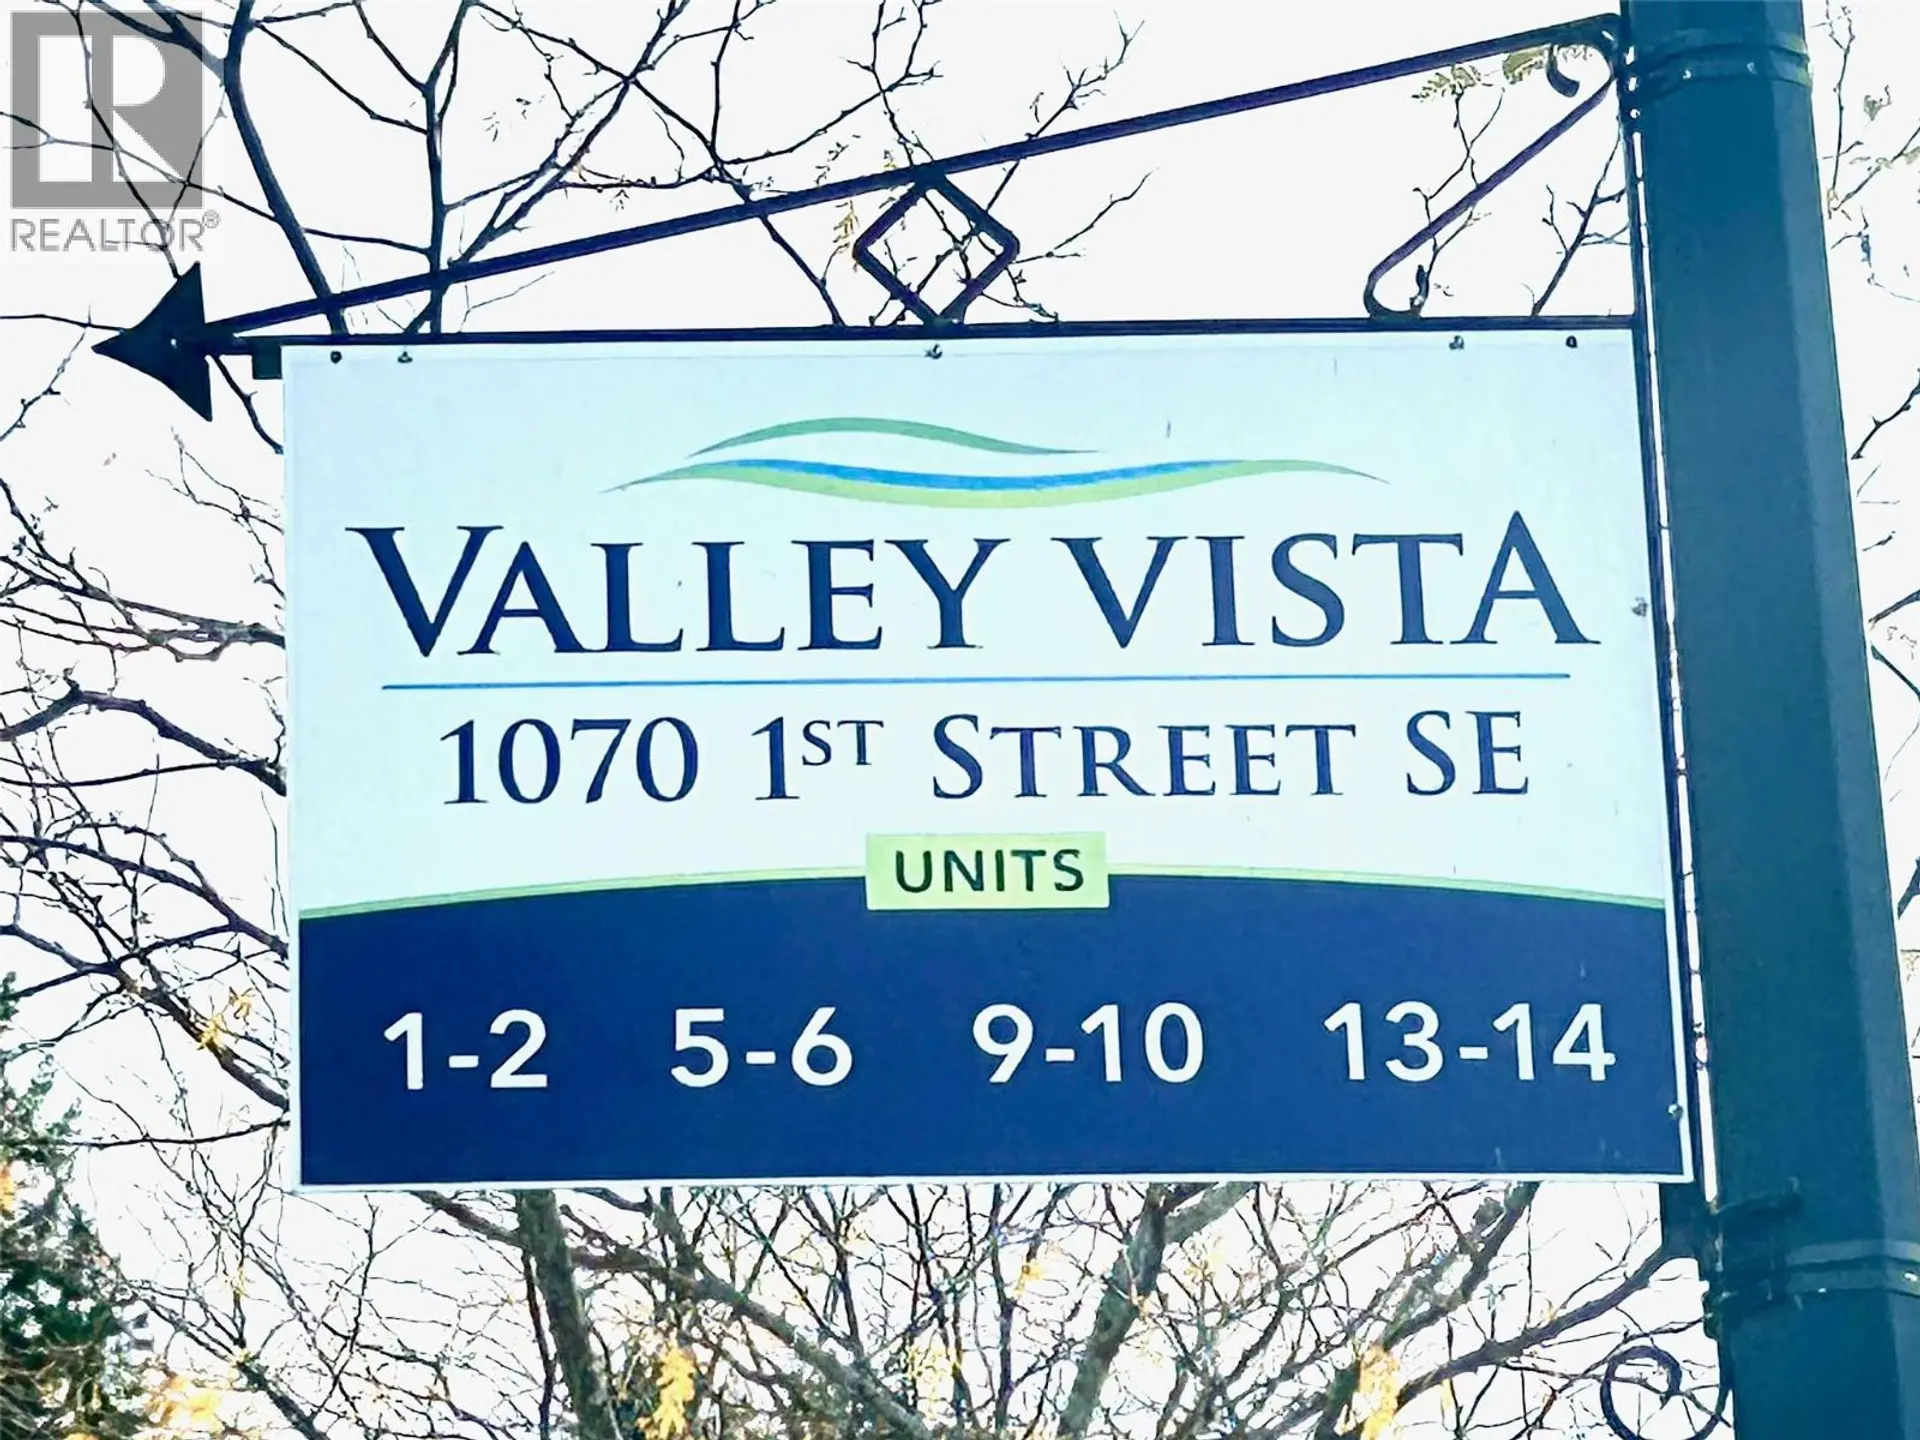 R
REALTOR®
VALLEY VISTA
1070 1ST STREET SE
UNITS
1-2 5-6 9-10 13-14